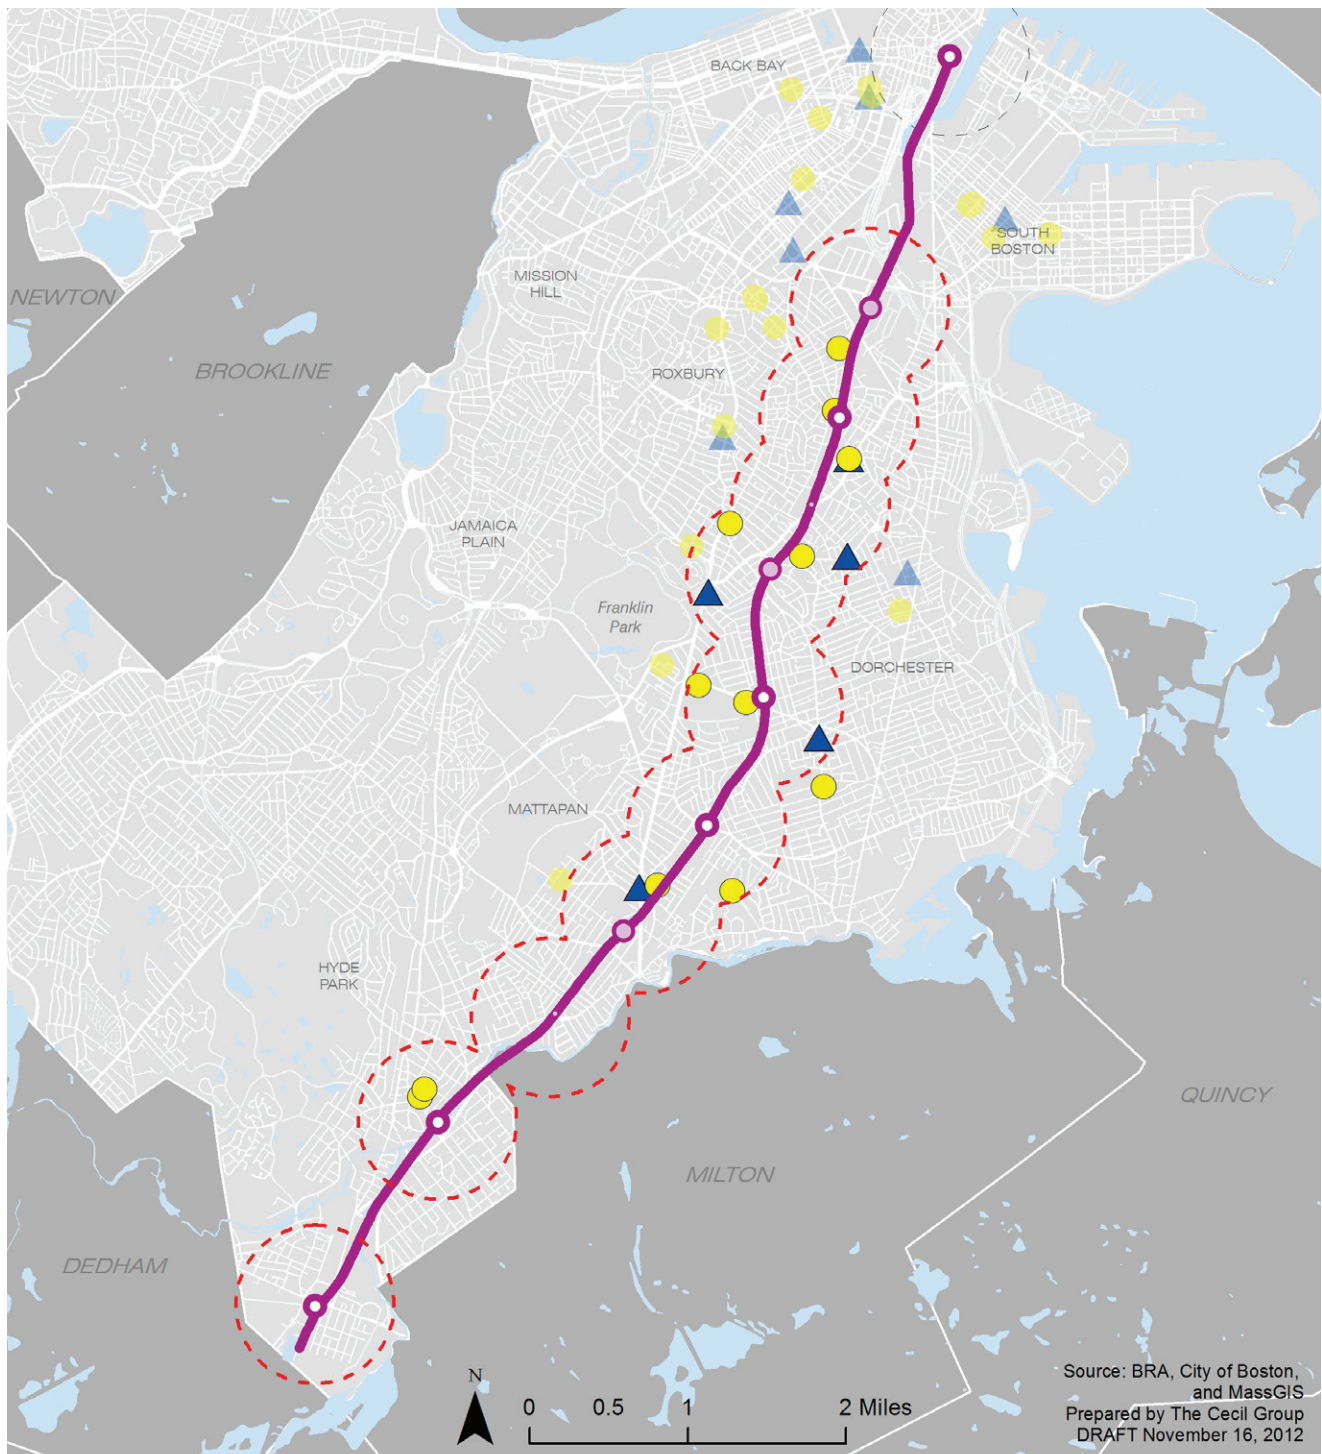 BACK BAY
SOUTH
BOSTON
MISSION
HILL
NEWTON
BROOKLINE
ROXBURY
JAMAICA
PLAIN
Franklin
Park
DORCHESTER
MATTAPAN
HYDE
PARK
QUINCY
MILTON
DEDHAM
N
0 0.5 1 2 Miles
Source: BRA, City of Boston,
and MassGIS
Prepared by The Cecil Group
DRAFT November 16, 2012